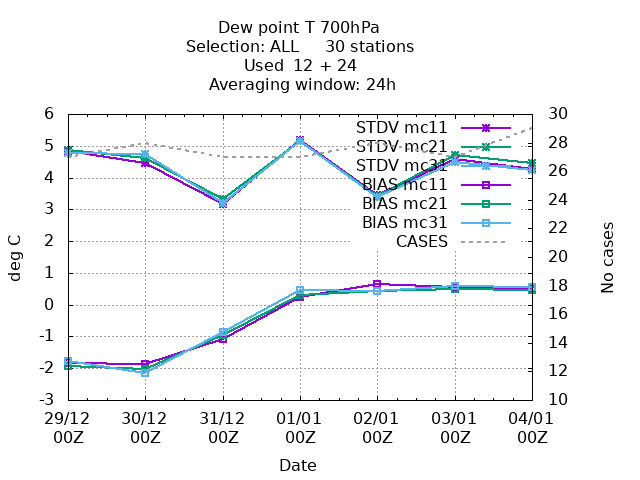 Dew point T 700hPa
Selection: ALL     30 stations
Used  12 + 24
Averaging window: 24h
STDV mc11
STDV mc21
STDV mc31
BIAS mc11
BIAS mc21
BIAS mc31
CASES
deg C
6
5
4
3
2
1
0
-1
-2
-3
No cases
30
28
26
24
22
20
18
16
14
12
10
29/12 30/12 31/12 01/01 02/01 03/01 04/01
00Z 00Z 00Z 00Z 00Z 00Z 00Z
Date